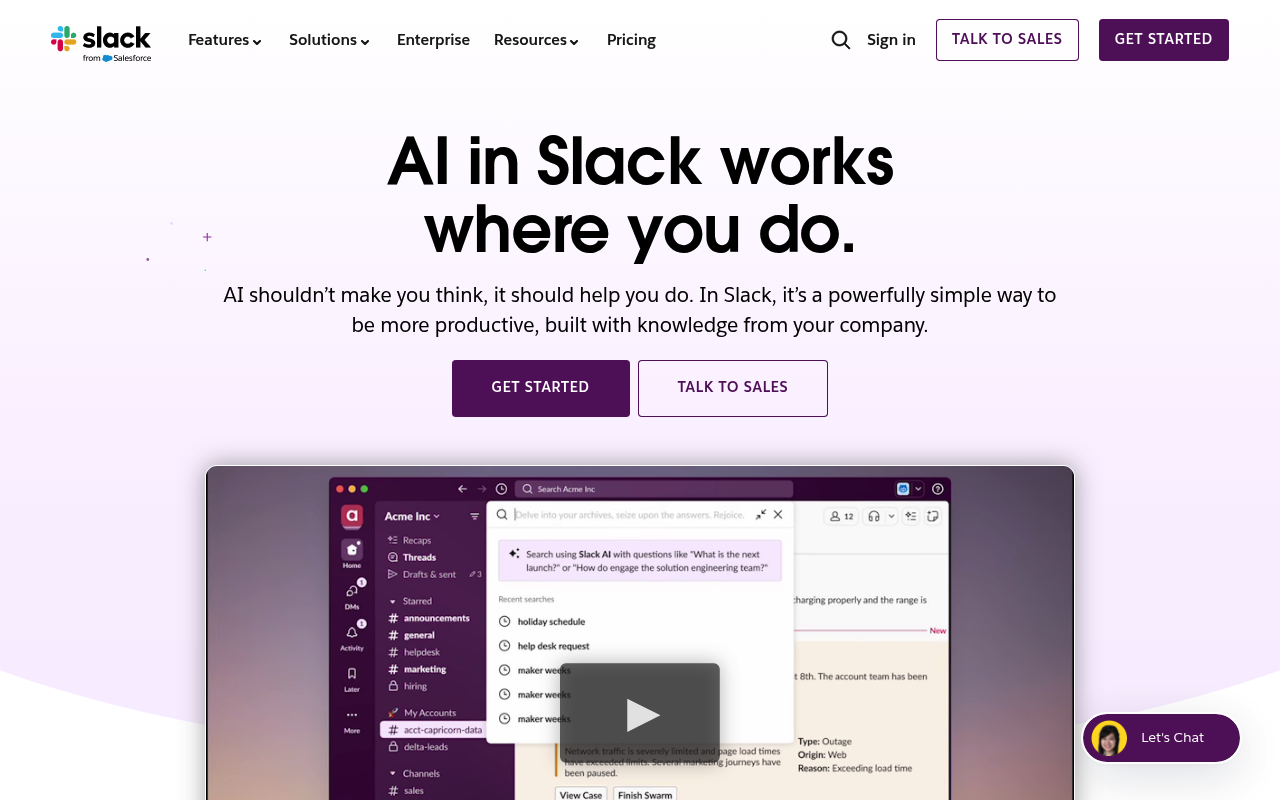 slack
from Salesforce
Features
Solutions
Enterprise
Resources
Pricing
Sign in
TALK TO SALES
GET STARTED
AI in Slack works
where you do.
AI shouldn’t make you think, it should help you do. In Slack, it’s a powerfully simple way to
be more productive, built with knowledge from your company.
GET STARTED
TALK TO SALES
Search Acme Inc
a
Acme Inc
Delve into your archives, seize upon the answers. Rejoice.
12
Recaps
Threads
Drafts & sent
3
Home
1
DMs
1
Activity
Later
More
Starred
# announcements
# general
# helpdesk
# marketing
hiring
My Accounts
# acct-capricorn-data
delta-leads
Channels
# sales
Search using Slack AI with questions like "What is the next
launch?" or "How do engage the solution engineering team?"
Recent searches
holiday schedule
help desk request
maker weeks
maker weeks
maker weeks
charging properly and the range is
New
t 8th. The account team has been
Network traffic is severely limited and page load times
have exceeded limits. Several marketing journeys have
been paused.
Type: Outage
Origin: Web
Reason: Exceeding load time
View Case
Finish Swarm
Let's Chat